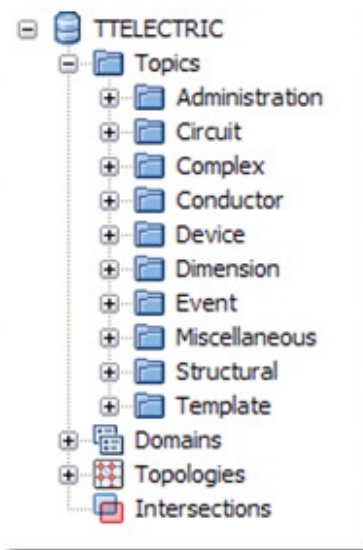 TTELECTRIC
Topics
Administration
Circuit
Complex
Conductor
Device
Dimension
Event
Miscellaneous
Structural
Template
Domains
Topologies
Intersections